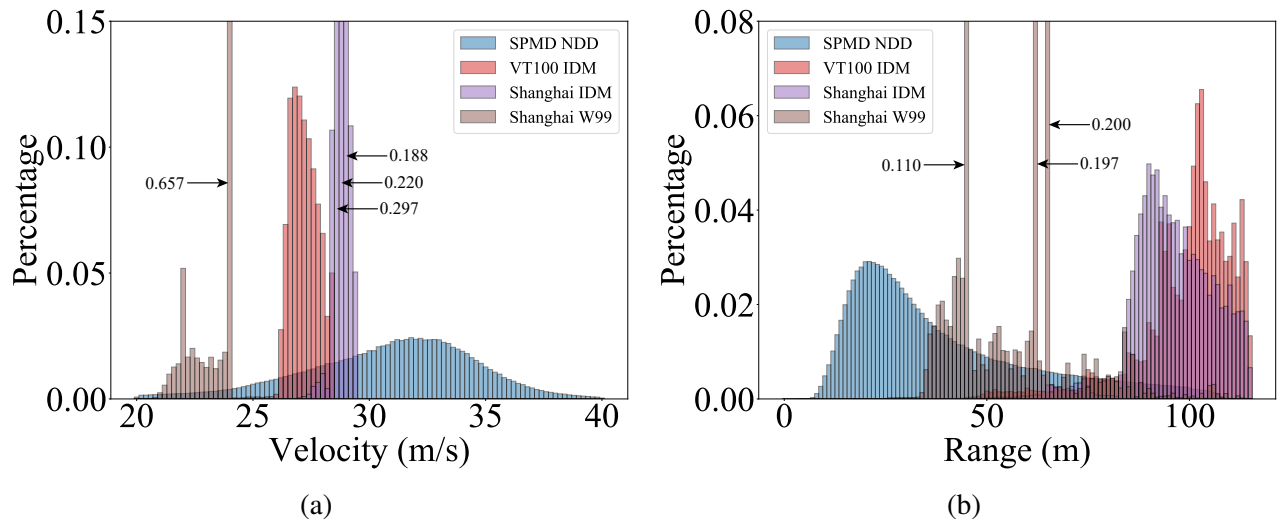 0.15
0.10
0.05
0.00
Percentage
20
25
30
35
40
Velocity (m/s)
SPMD NDD
VT100 IDM
Shanghai IDM
Shanghai W99
0.657
0.188
0.220
0.297
(a)
0.08
0.06
0.04
0.02
0.00
Percentage
0
50
100
Range (m)
SPMD NDD
VT100 IDM
Shanghai IDM
Shanghai W99
0.110
0.200
0.197
(b)